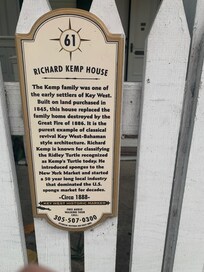 61
RICHARD KEMP HOUSE
The Kemp family was one of
the early settlers of Key West.
Built on land purchased in
1845, this house replaced the
family home destroyed by the
Great Fire of 1886. It is the
purest example of classical
revival Key West-Bahaman
style architecture. Richard
Kemp is known for classifying
the Ridley Turtle recognized
as Kemp's Turtle today. He
introduced sponges to the
New York Market and started
a 50 year long local industry
that dominated the U.S.
sponge market for decades.
-Circa 1888-
305-507-0300